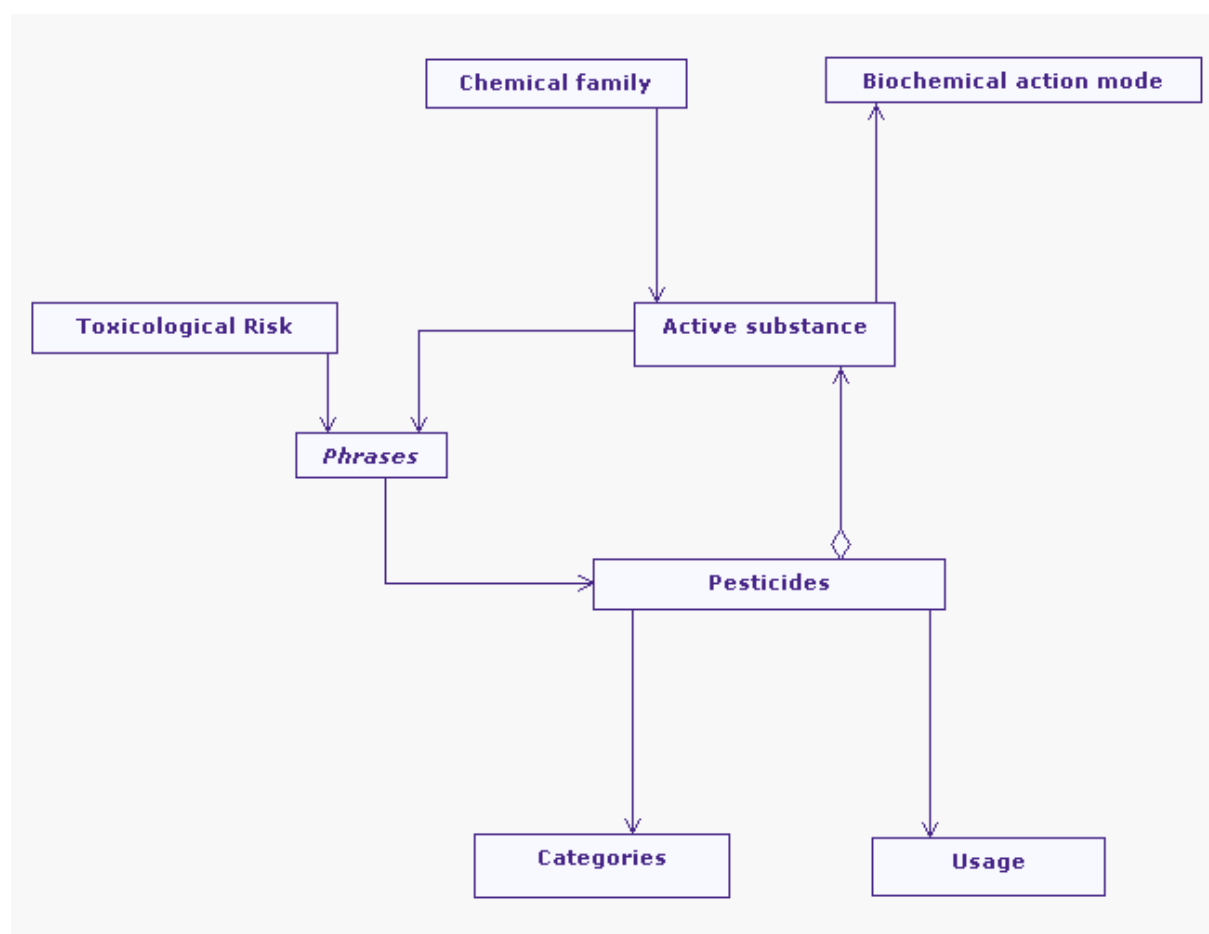 Chemical family
Biochemical action mode
Toxicological Risk
Active substance
Phrases
Pesticides
Categories
Usage